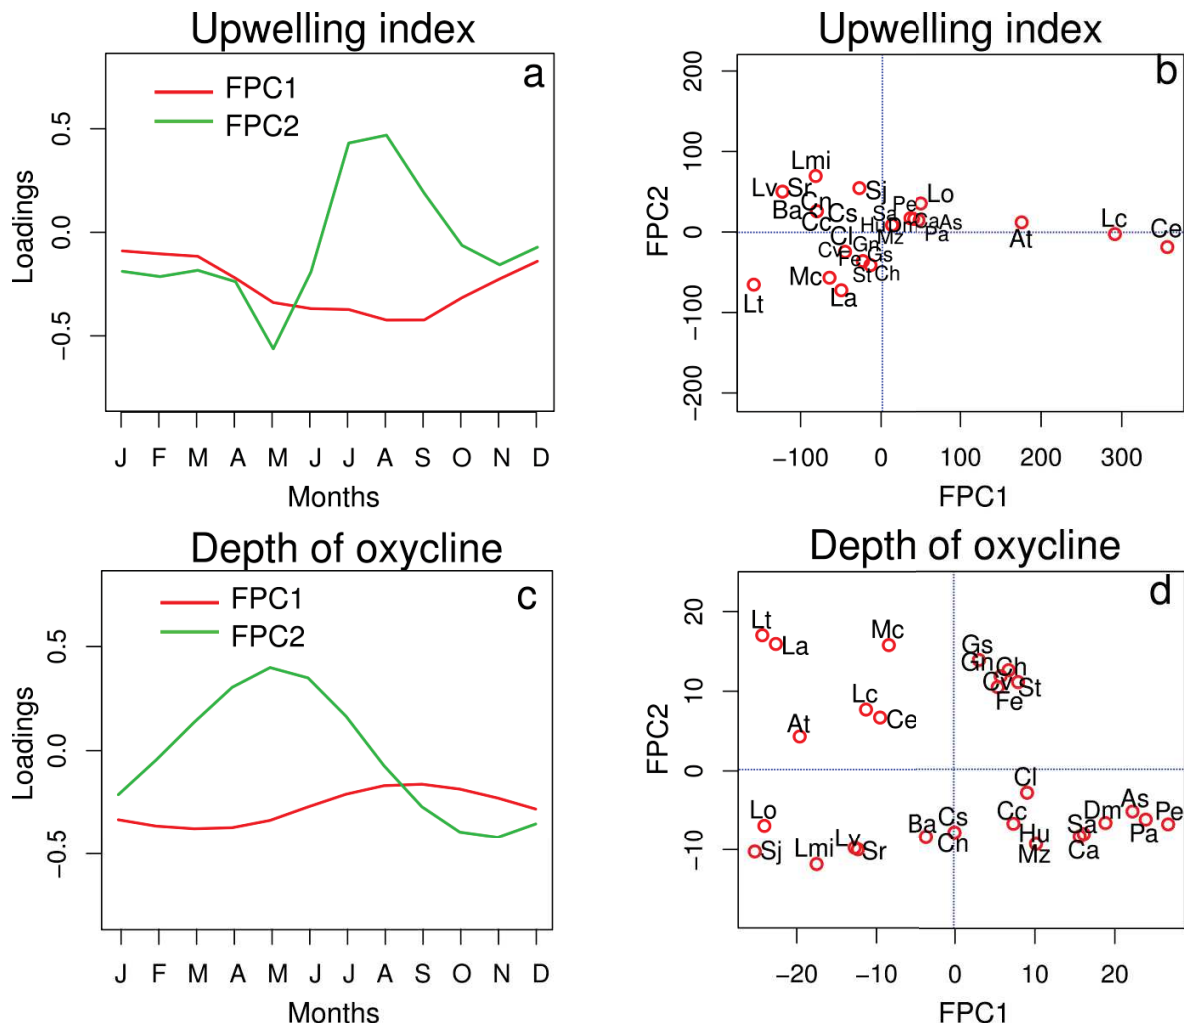 Upwelling index
a
FPC1
FPC2
0.5
0.0
−0.5
Loadings
J F M A M J J A S O N D
Months
Upwelling index
b
200
100
0
−100
−200
FPC2
Lmi
Lv Sr Sj Lo
Cn Pe
Ba Cs Sa Ca As
Cc Hu Dm Pa
Cl Mz At Lc Ce
Cv Gn
Fe Gs
Mc St Ch
Lt La
−100 0 100 200 300
FPC1
Depth of oxycline
c
FPC1
FPC2
0.5
0.0
−0.5
Loadings
J F M A M J J A S O N D
Months
Depth of oxycline
d
20
10
0
−10
FPC2
Lt Mc
La Gs
Gn Ch
Cv St
Lc Fe
At Ce
Cl
Lo Cs Cc Dm As Pe
Ba Hu Sa Pa
Sj Lmi Lv Sr Ch Mz Ca
−20 −10 0 10 20
FPC1